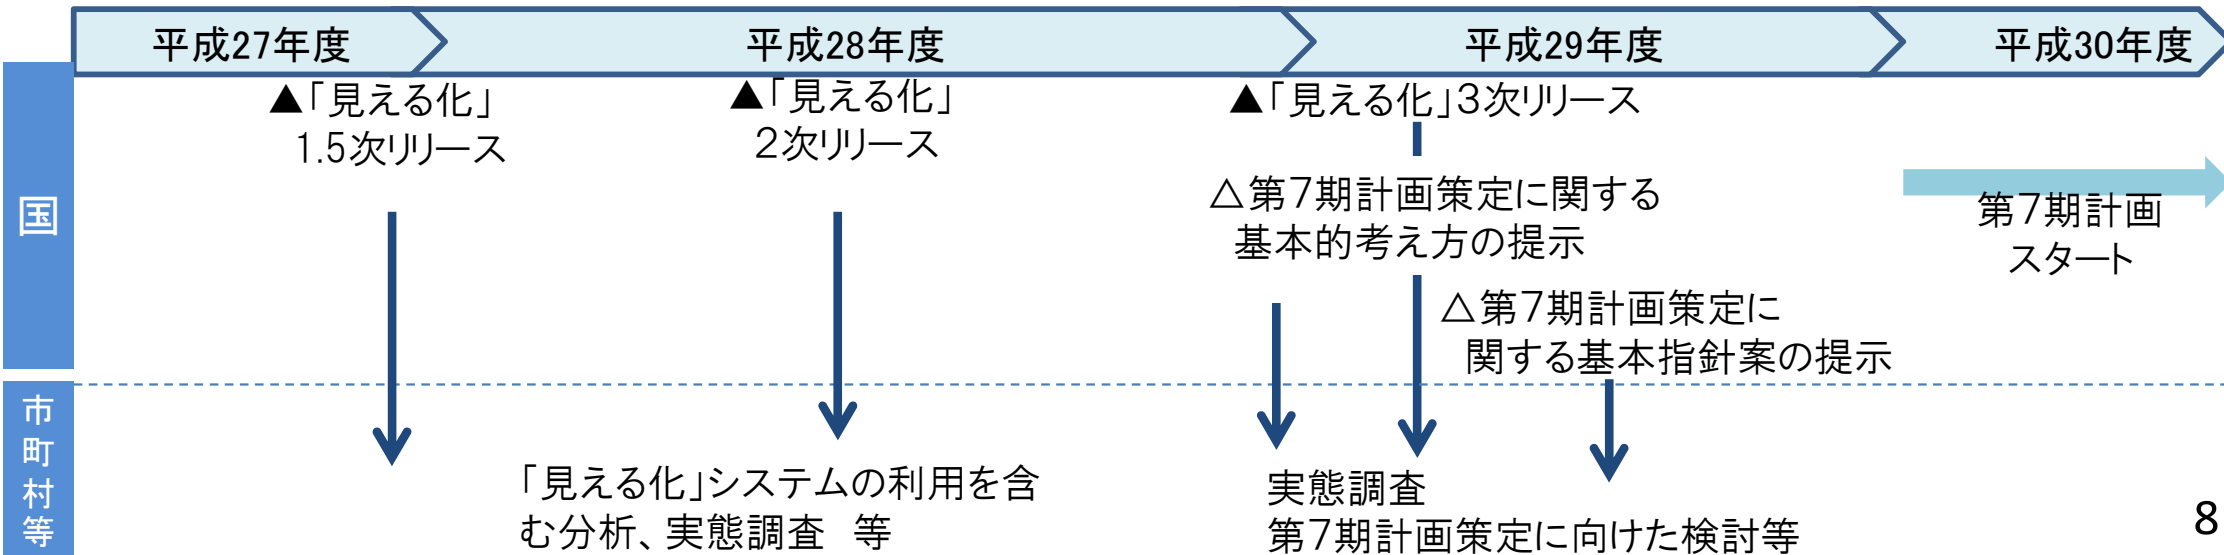 平成27年度
平成28年度
平成29年度
平成30年度
国
▲「見える化」
1.5次リリース
▲「見える化」
2次リリース
▲「見える化」3次リリース
△第7期計画策定に関する
基本的考え方の提示
△第7期計画策定に
関する基本指針案の提示
第7期計画
スタート
市町村等
「見える化」システムの利用を含
む分析、実態調査　等
実態調査
第7期計画策定に向けた検討等
8